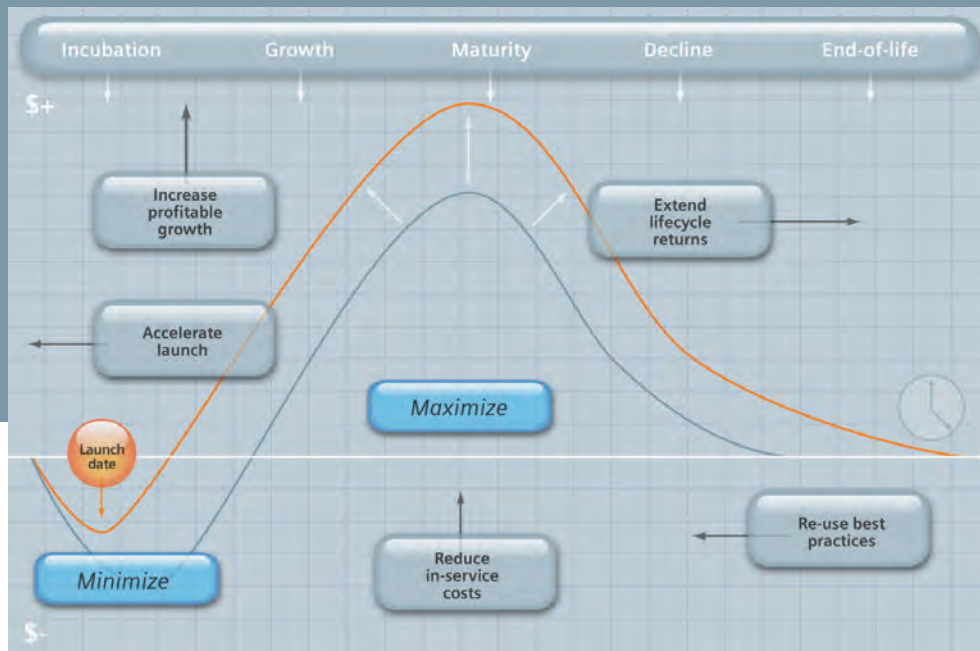 Incubation Growth Maturity Decline End-of-life
$+
Increase
profitable
growth
Extend
lifecycle
returns
Accelerate
launch
Maximize
Launch
date
Minimize
Reduce
in-service
costs
Re-use best
practices
$-